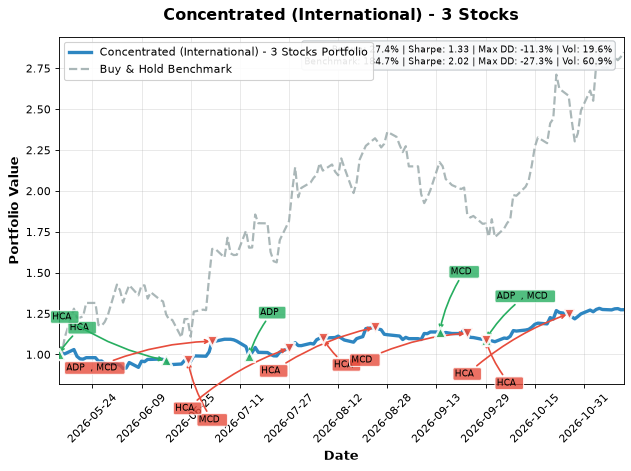 Concentrated (International) - 3 Stocks
Concentrated (International) - 3 Stocks Portfolio
Buy & Hold Benchmark
7.4% | Sharpe: 1.33 | Max DD: -11.3% | Vol: 19.6%
4.7% | Sharpe: 2.02 | Max DD: -27.3% | Vol: 60.9%
Portfolio Value
2.75
2.50
2.25
2.00
1.75
1.50
1.25
1.00
MCD
ADP , MCD
ADP
HCA
HCA
ADP , MCD
HCA
HCA
MCD
HCA
HCA
HCA
MCD
2026-05-24
2026-06-09
2026-07-11
2026-07-27
2026-08-12
2026-08-28
2026-09-13
2026-09-29
2026-10-15
2026-10-31
Date